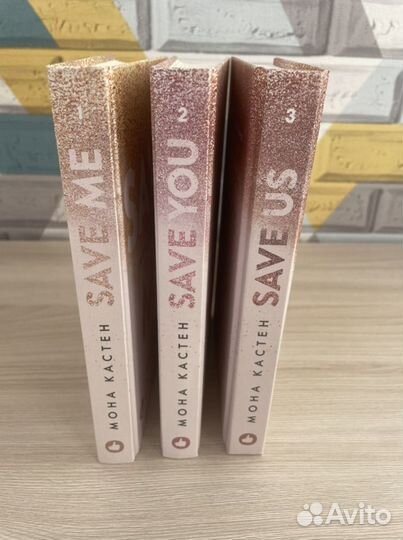 1
SAVE ME
МОНА КАСТЕН
2
SAVE YOU
МОНА КАСТЕН
3
SAVE US
МОНА КАСТЕН
Avito